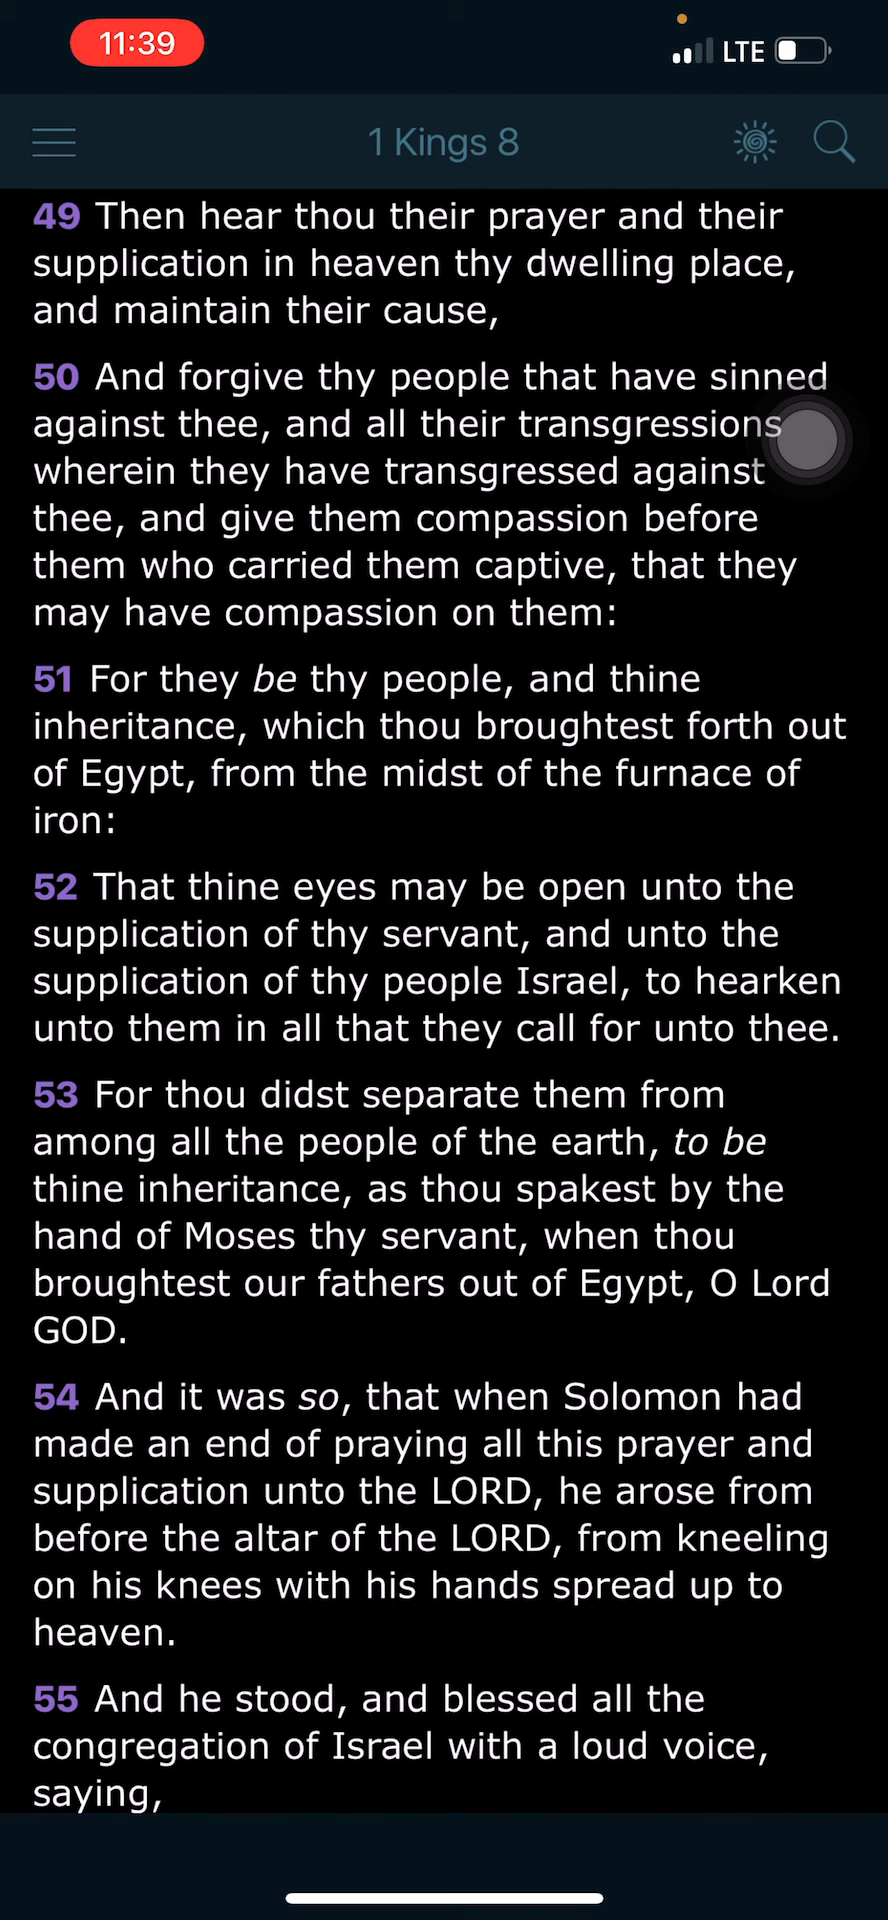 11:39
LTE
1 Kings 8
49 Then hear thou their prayer and their
supplication in heaven thy dwelling place,
and maintain their cause,
50 And forgive thy people that have sinned
against thee, and all their transgressions
wherein they have transgressed against
thee, and give them compassion before
them who carried them captive, that they
may have compassion on them:
51 For they be thy people, and thine
inheritance, which thou broughtest forth out
of Egypt, from the midst of the furnace of
iron:
52 That thine eyes may be open unto the
supplication of thy servant, and unto the
supplication of thy people Israel, to hearken
unto them in all that they call for unto thee.
53 For thou didst separate them from
among all the people of the earth, to be
thine inheritance, as thou spakest by the
hand of Moses thy servant, when thou
broughtest our fathers out of Egypt, O Lord
GOD.
54 And it was so, that when Solomon had
made an end of praying all this prayer and
supplication unto the LORD, he arose from
before the altar of the LORD, from kneeling
on his knees with his hands spread up to
heaven.
55 And he stood, and blessed all the
congregation of Israel with a loud voice,
saying,